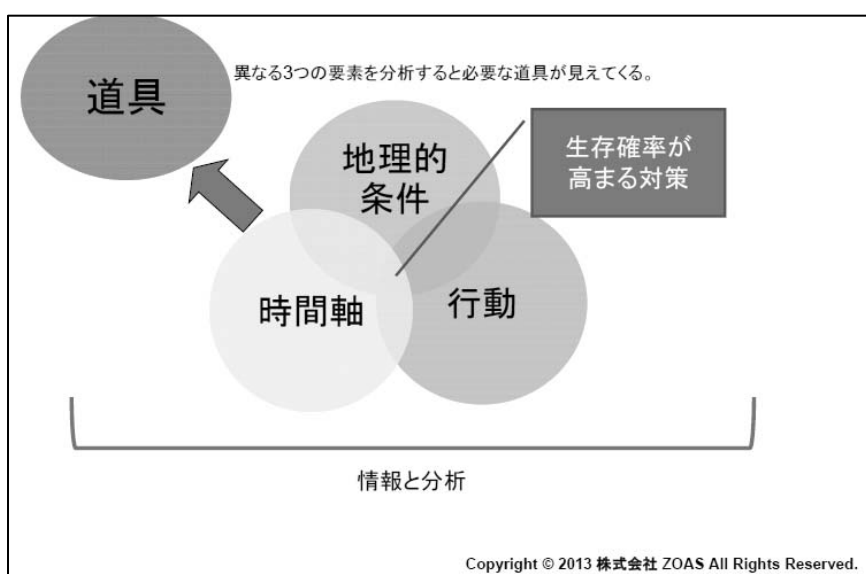 道具
異なる3つの要素を分析すると必要な道具が見えてくる。
地理的
条件
生存確率が
高まる対策
時間軸
行動
情報と分析
Copyright © 2013 株式会社 ZOAS All Rights Reserved.